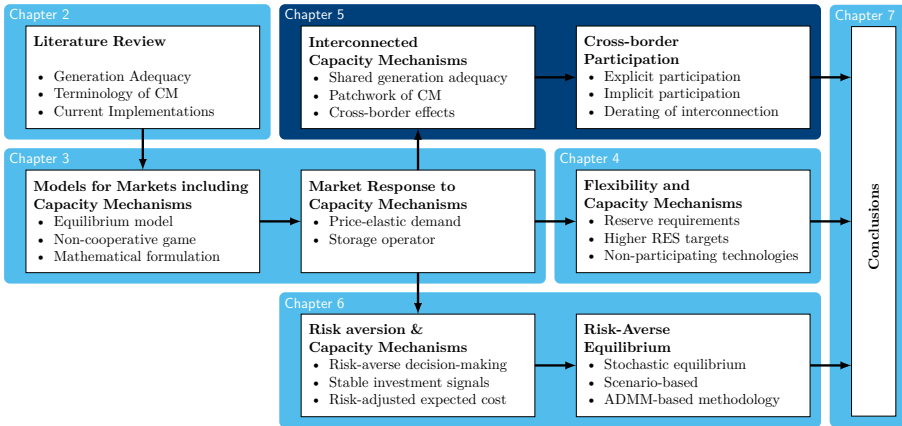 Chapter 2
Literature Review
• Generation Adequacy
• Terminology of CM
• Current Implementations
Chapter 5
Interconnected
Capacity Mechanisms
• Shared generation adequacy
• Patchwork of CM
• Cross-border effects
Cross-border
Participation
• Explicit participation
• Implicit participation
• Derating of interconnection
Chapter 3
Models for Markets including
Capacity Mechanisms
• Equilibrium model
• Non-cooperative game
• Mathematical formulation
Market Response to
Capacity Mechanisms
• Price-elastic demand
• Storage operator
Chapter 4
Flexibility and
Capacity Mechanisms
• Reserve requirements
• Higher RES targets
• Non-participating technologies
Chapter 6
Risk aversion &
Capacity Mechanisms
• Risk-averse decision-making
• Stable investment signals
• Risk-adjusted expected cost
Risk-Averse
Equilibrium
• Stochastic equilibrium
• Scenario-based
• ADMM-based methodology
Chapter 7
Conclusions